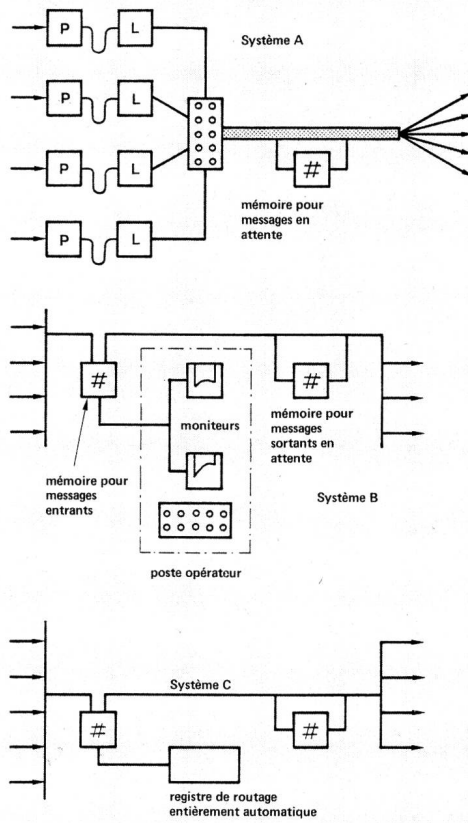 P L
Système A
P L
#
P L
mémoire pour
messages en
attente
P L
#
moniteurs
#
mémoire pour
messages
sortants en
attente
mémoire pour
messages
entrants
Système B
poste opérateur
Système C
#
#
registre de routage
entièrement automatique